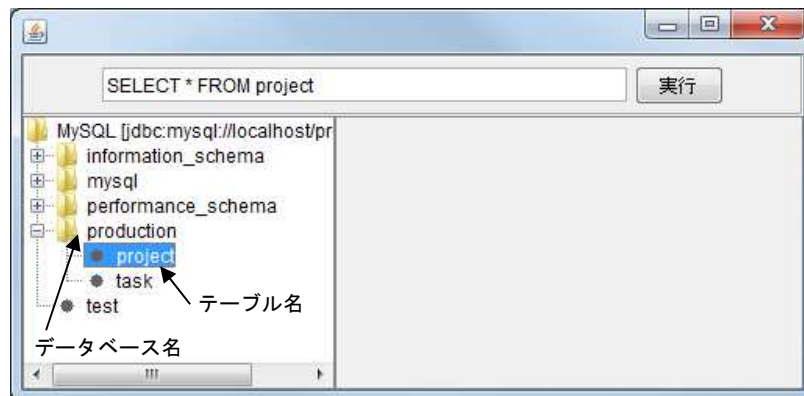 SELECT * FROM project
実行
MySQL [jdbc:mysql://localhost/pr
information_schema
mysql
performance_schema
production
project
task
test
テーブル名
データベース名